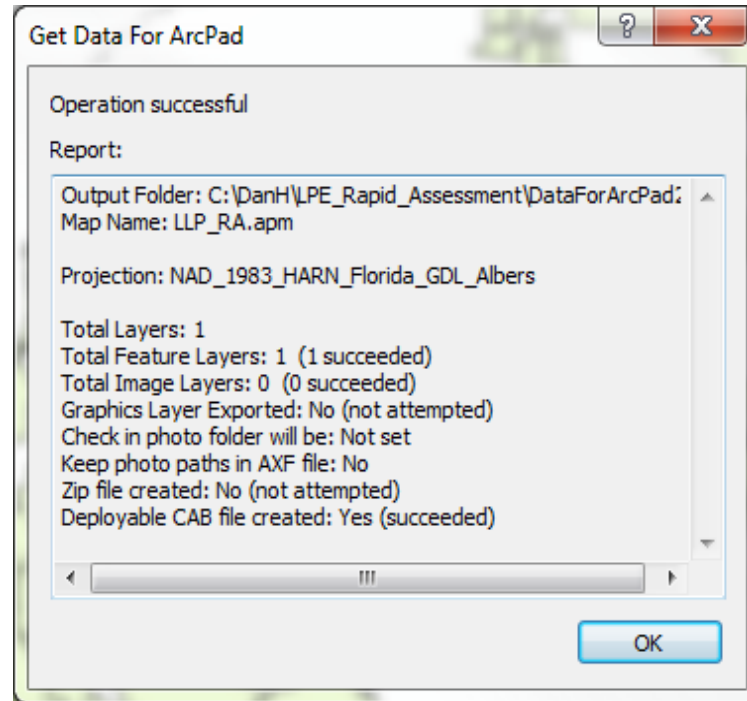 Get Data For ArcPad
Operation successful
Report:
Output Folder: C:\DanH\LPE_Rapid_Assessment\DataForArcPad2
Map Name: LLP_RA.apm
Projection: NAD_1983_HARN_Florida_GDL_Albers
Total Layers: 1
Total Feature Layers: 1 (1 succeeded)
Total Image Layers: 0 (0 succeeded)
Graphics Layer Exported: No (not attempted)
Check in photo folder will be: Not set
Keep photo paths in AXF file: No
Zip file created: No (not attempted)
Deployable CAB file created: Yes (succeeded)
OK